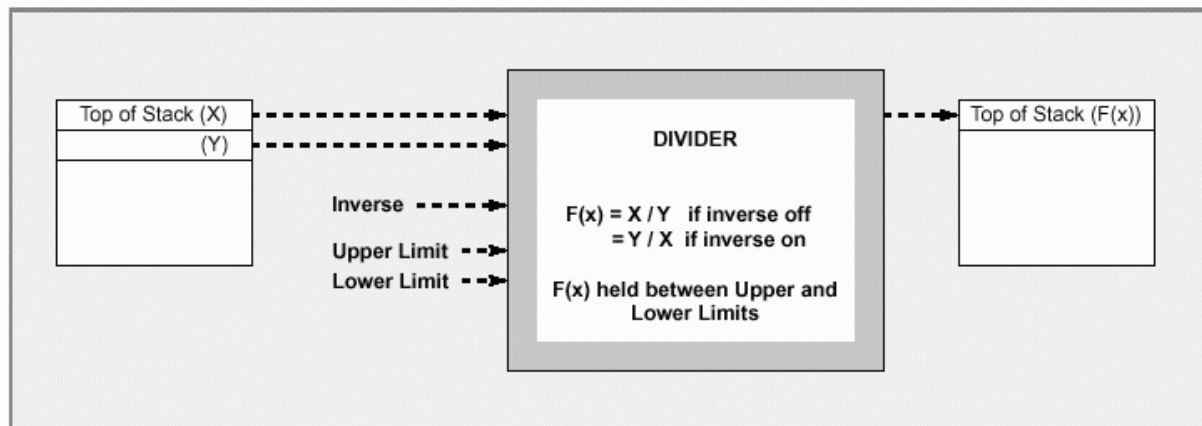 Top of Stack (X)
(Y)
Inverse
Upper Limit
Lower Limit
DIVIDER
F(x) = X / Y if inverse off
= Y / X if inverse on
F(x) held between Upper and
Lower Limits
Top of Stack (F(x))